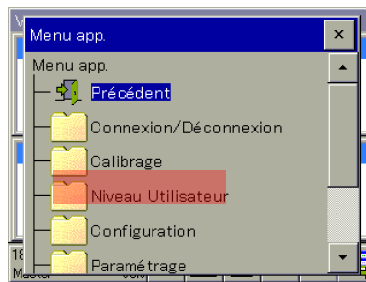 Menu app.
Menu app.
Précédent
Connexion/Déconnexion
Calibrage
Niveau Utilisateur
Configuration
Paramétrage